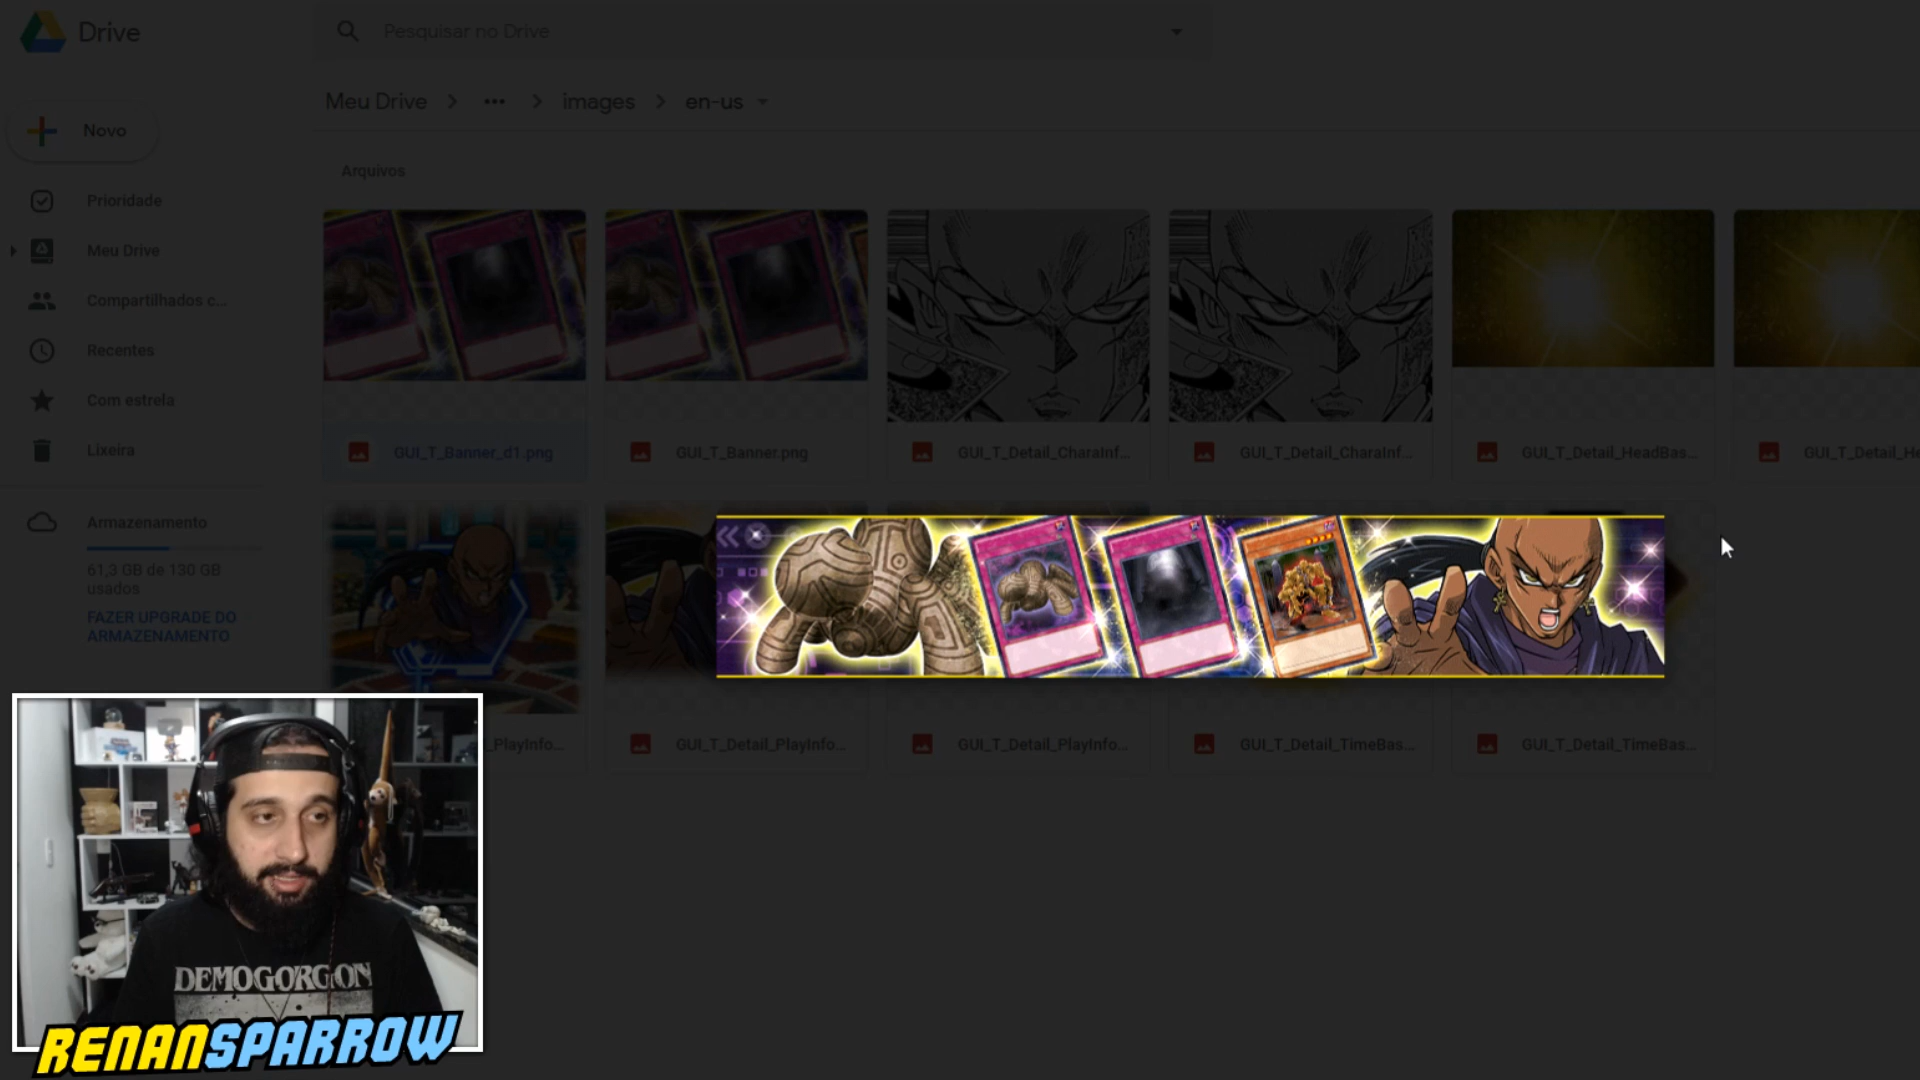 Drive
Pesquisar no Drive
Meu Drive
...
images
en-us
Novo
Arquivos
Prioridade
Meu Drive
Compartilhados c...
Recentes
Com estrela
Lixeira
GUI_T_Banner_d1.png
GUI_T_Banner.png
GUI_T_Detail_CharaInf...
GUI_T_Detail_CharaInf...
GUI_T_Detail_HeadBas...
GUI_T_Detail_He
Armazenamento
61,3 GB de 130 GB
usados
FAZER UPGRADE DO
ARMAZENAMENTO
_PlayInfo...
GUI_T_Detail_PlayInfo...
GUI_T_Detail_PlayInfo...
GUI_T_Detail_TimeBas...
GUI_T_Detail_TimeBas...
DEMOGORGON
RENANSPARROW